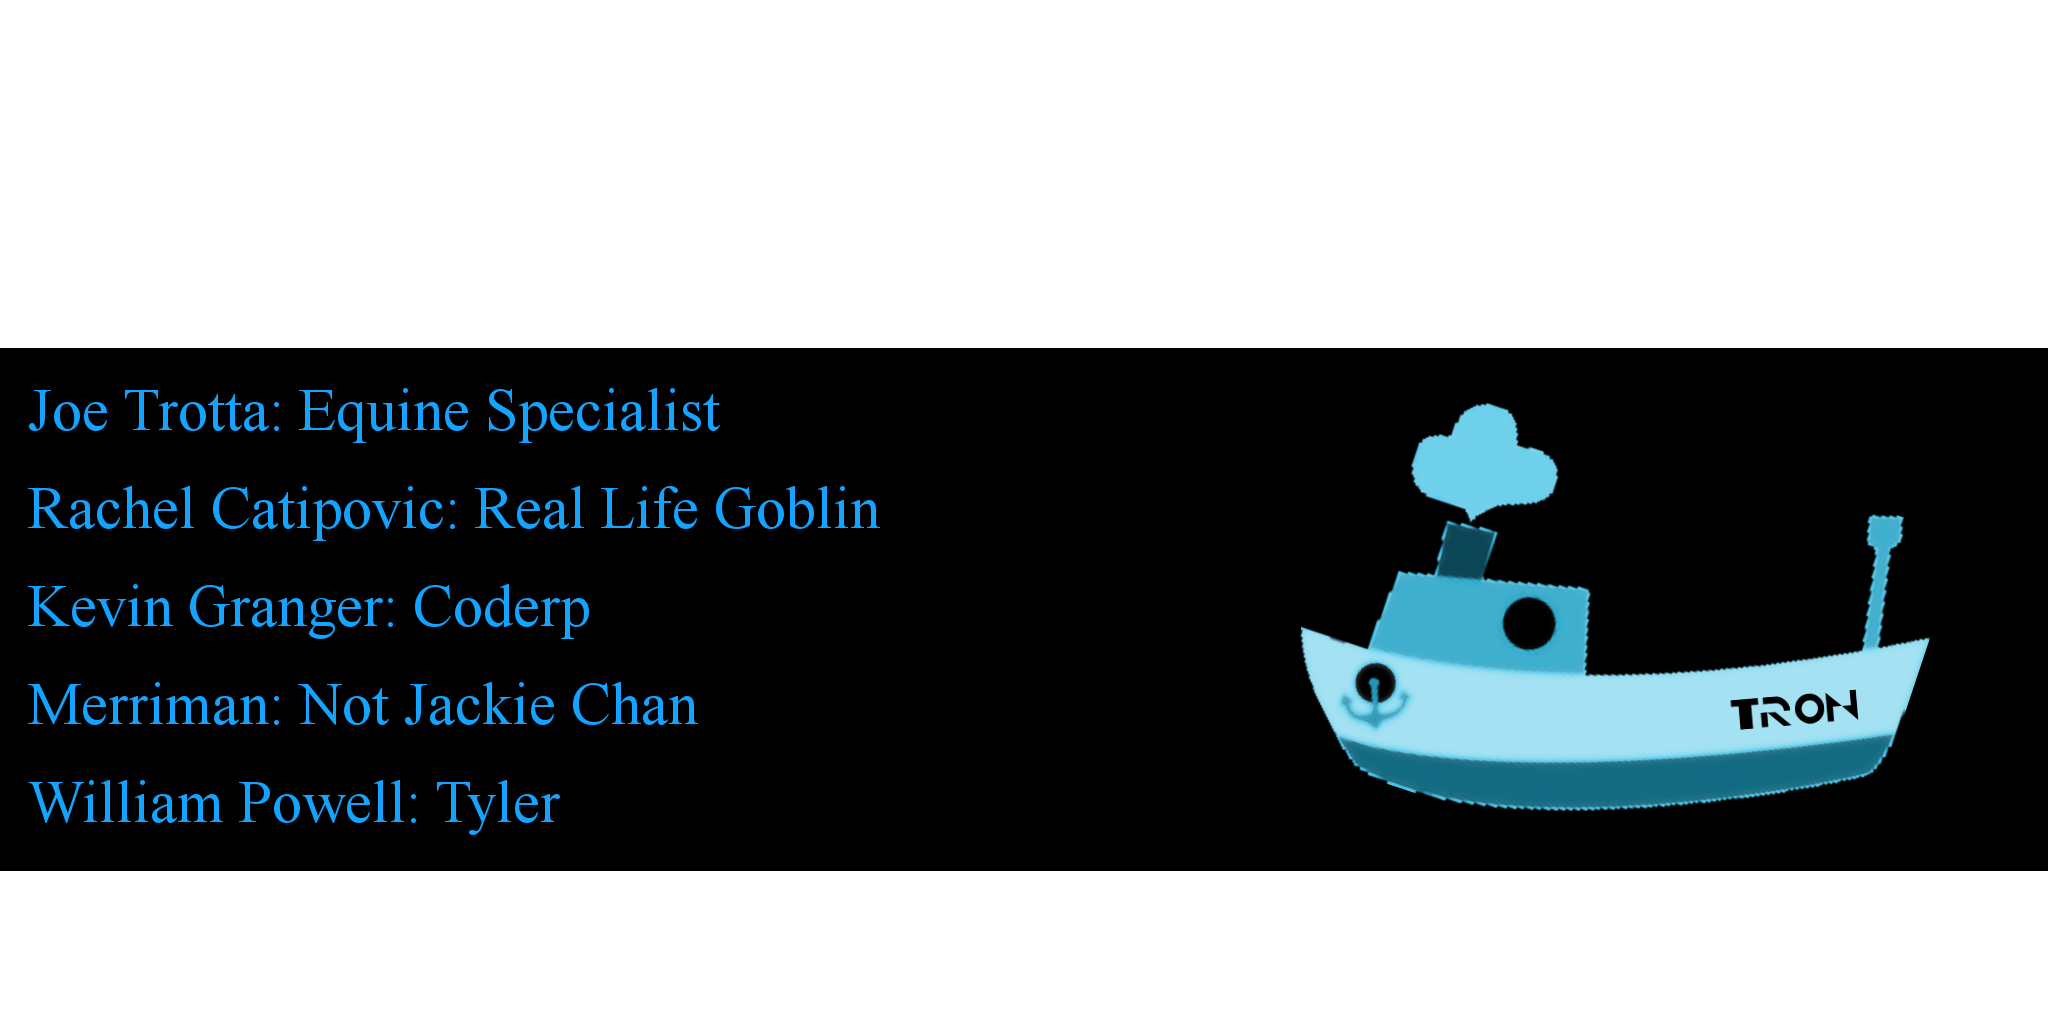 Joe Trotta: Equine Specialist
Rachel Catipovic: Real Life Goblin
Kevin Granger: Coderp
Merriman: Not Jackie Chan
William Powell: Tyler
TRON